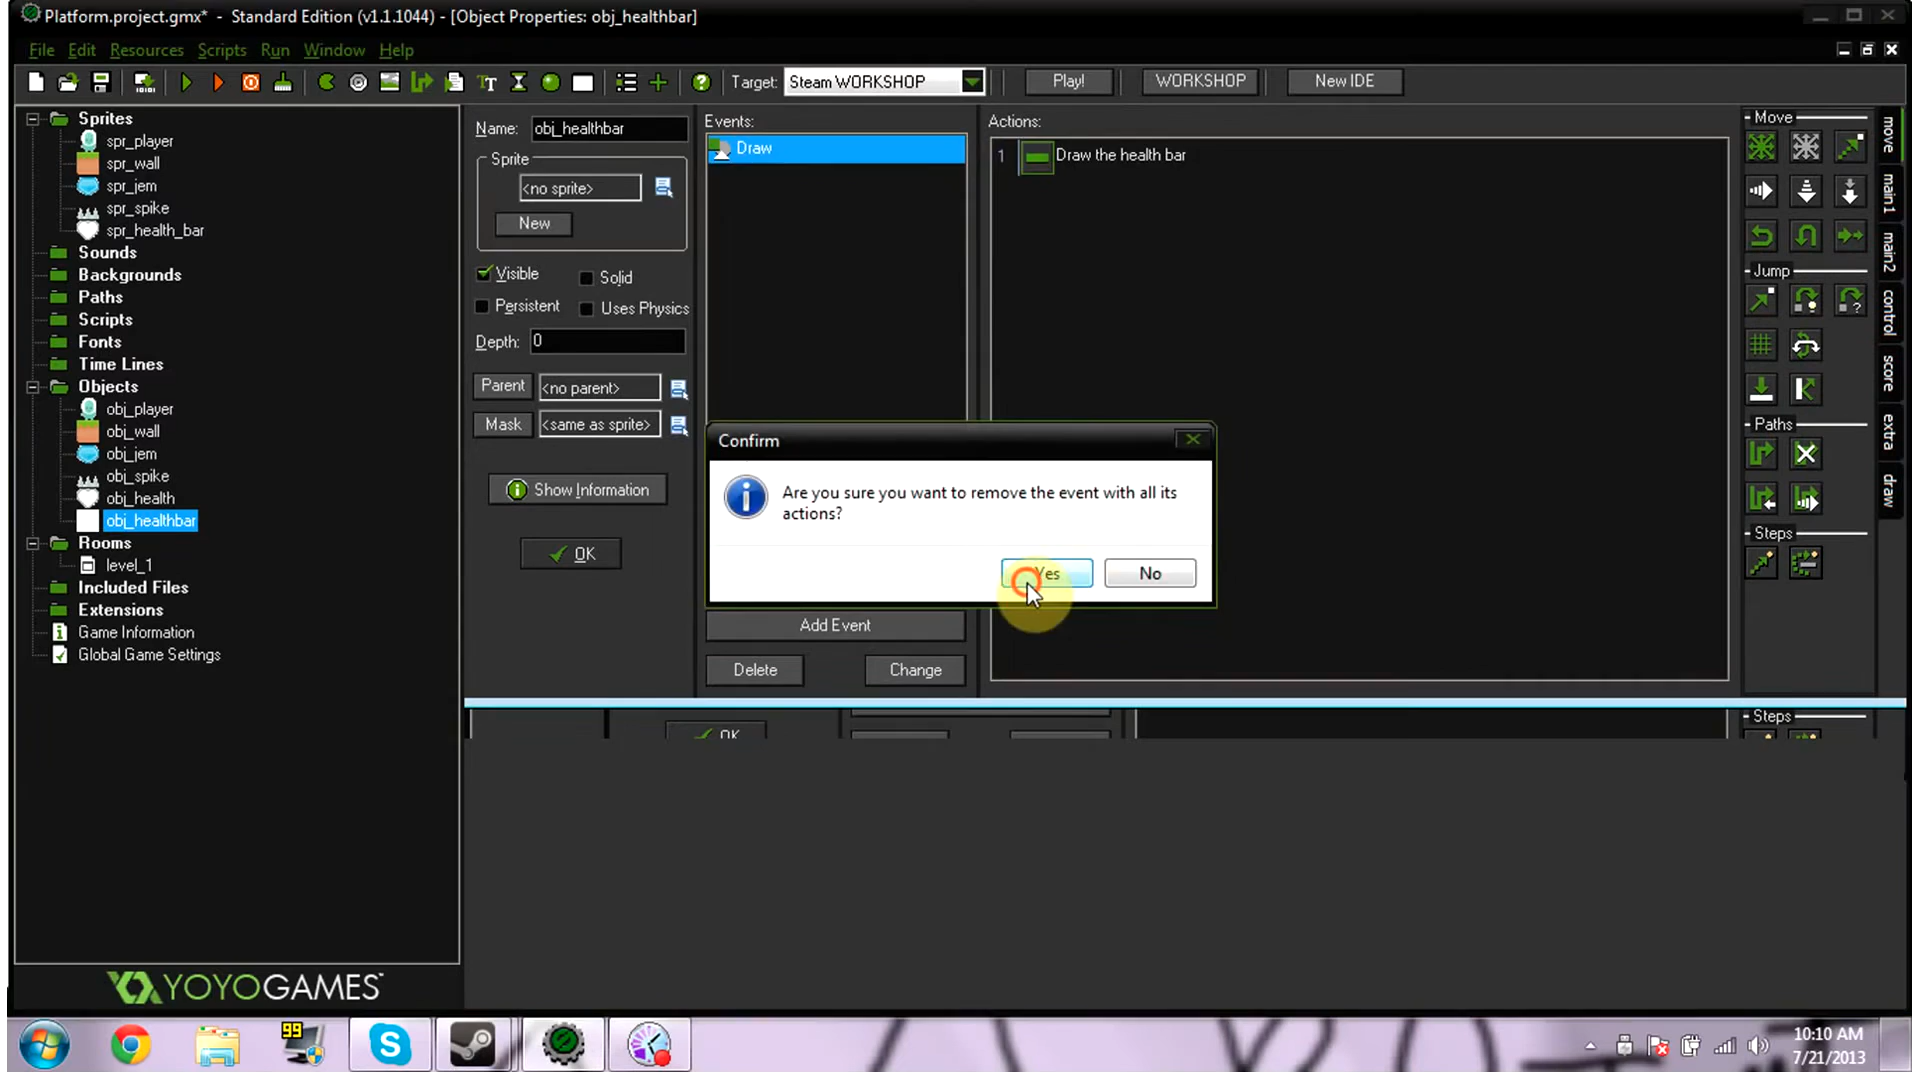 Platform.project.gmx* - Standard Edition (v1.1.1044) - [Object Properties: obj_healthbar]
File Edit Resources Scripts Run Window Help
Target: Steam WORKSHOP Play! WORKSHOP New IDE
Sprites
spr_player
spr_wall
spr_jem
spr_spike
spr_health_bar
Sounds
Backgrounds
Paths
Scripts
Fonts
Time Lines
Objects
obj_player
obj_wall
obj_jem
obj_spike
obj_health
obj_healthbar
Rooms
level_1
Included Files
Extensions
Game Information
Global Game Settings
YOYOGAMES
Name: obj_healthbar
Sprite
<no sprite>
New
Visible Solid
Persistent Uses Physics
Depth: 0
Parent <no parent>
Mask <same as sprite>
Show Information
OK
Events:
Draw
Add Event
Delete Change
Actions:
1 Draw the health bar
Confirm
Are you sure you want to remove the event with all its
actions?
Yes No
OK
Move
Jump
Paths
Steps
Steps
move
main1
main2
control
score
extra
draw
99
10:10 AM
7/21/2013